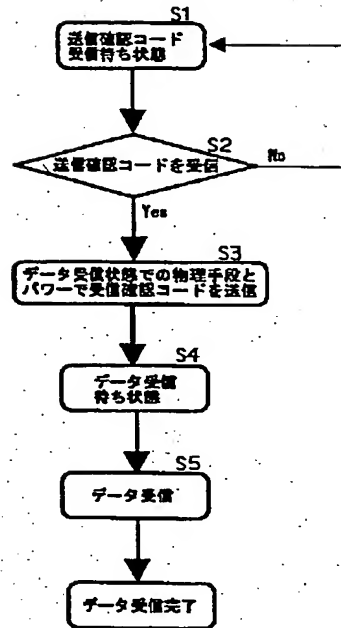 S1
送信確認コード
受信待ち状態
S2
送信確認コードを受信
No
Yes
S3
データ受信状態での物理手段と
パワーで受信確認コードを送信
S4
データ受信
待ち状態
S5
データ受信
データ受信完了